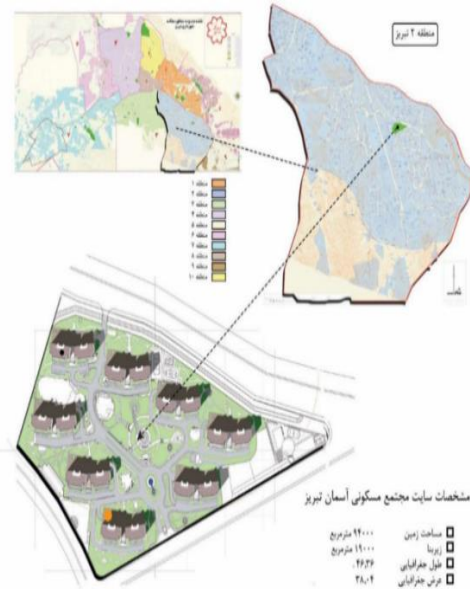 منطقه ۲ تبریز
منطقه ۱
منطقه ۲
منطقه ۳
منطقه ۴
منطقه ۵
منطقه ۶
منطقه ۷
منطقه ۸
منطقه ۹
منطقه ۱۰
مشخصات سایت مجتمع مسکونی آسمان تبریز
مساحت زمین ۹۴۰۰۰ مترمربع
زیربنا ۱۹۰۰۰ مترمربع
طول جغرافیایی ۴۶،۳۶
عرض جغرافیایی ۳۸،۰۴